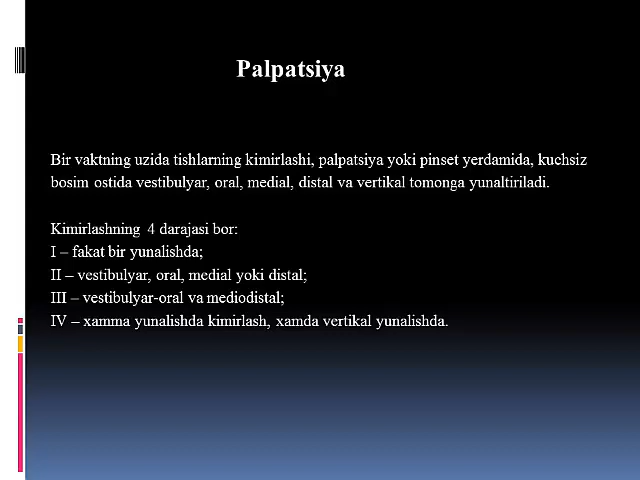 Palpatsiya
Bir vaktning uzida tishlarning kimirlashi, palpatsiya yoki pinset yerdamida, kuchsiz
bosim ostida vestibulyar, oral, medial, distal va vertikal tomonga yunaltiriladi.
Kimirlashning 4 darajasi bor:
I – fakat bir yunalishda;
II – vestibulyar, oral, medial yoki distal;
III – vestibulyar-oral va mediodistal;
IV – xamma yunalishda kimirlash, xamda vertikal yunalishda.